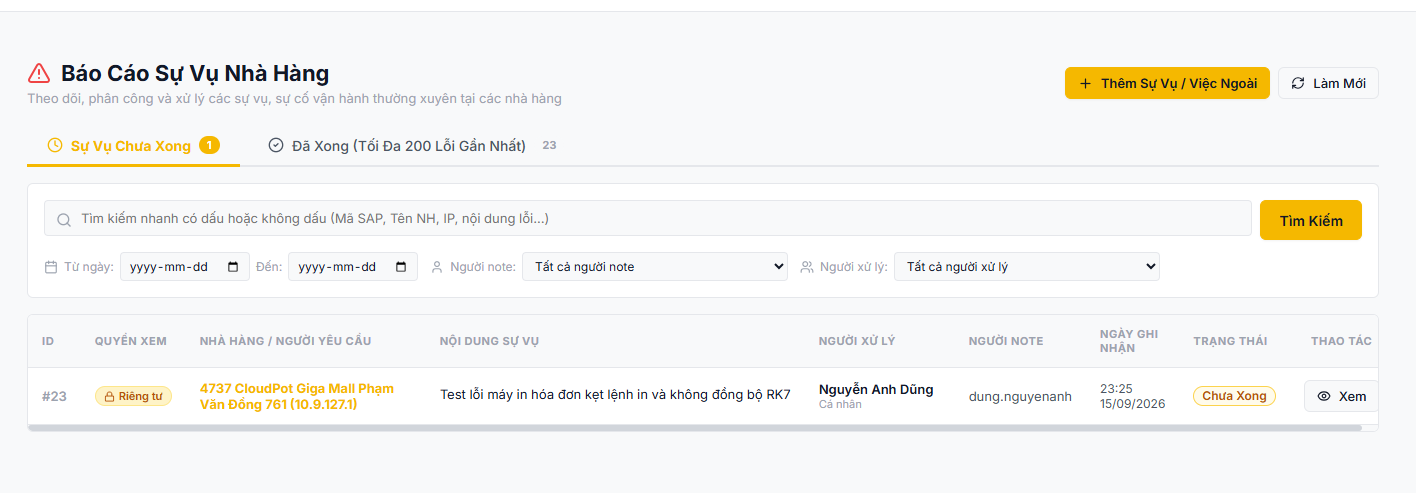 Báo Cáo Sự Vụ Nhà Hàng
Theo dõi, phân công và xử lý các sự vụ, sự cố vận hành thường xuyên tại các nhà hàng
Thêm Sự Vụ / Việc Ngoài
Làm Mới
Sự Vụ Chưa Xong 1
Đã Xong (Tối Đa 200 Lỗi Gần Nhất) 23
Tìm kiếm nhanh có dấu hoặc không dấu (Mã SAP, Tên NH, IP, nội dung lỗi...)
Tìm Kiếm
Từ ngày: yyyy-mm-dd Đến: yyyy-mm-dd Người note: Tất cả người note Người xử lý: Tất cả người xử lý
ID QUYỀN XEM NHÀ HÀNG / NGƯỜI YÊU CẦU NỘI DUNG SỰ VỤ NGƯỜI XỬ LÝ NGƯỜI NOTE NGÀY GHI NHẬN TRẠNG THÁI THAO TÁC
#23
Riêng tư
4737 CloudPot Giga Mall Phạm
Văn Đồng 761 (10.9.127.1)
Test lỗi máy in hóa đơn kẹt lệnh in và không đồng bộ RK7
Nguyễn Anh Dũng
Cá nhân
dung.nguyenanh
23:25
15/09/2026
Chưa Xong
Xem